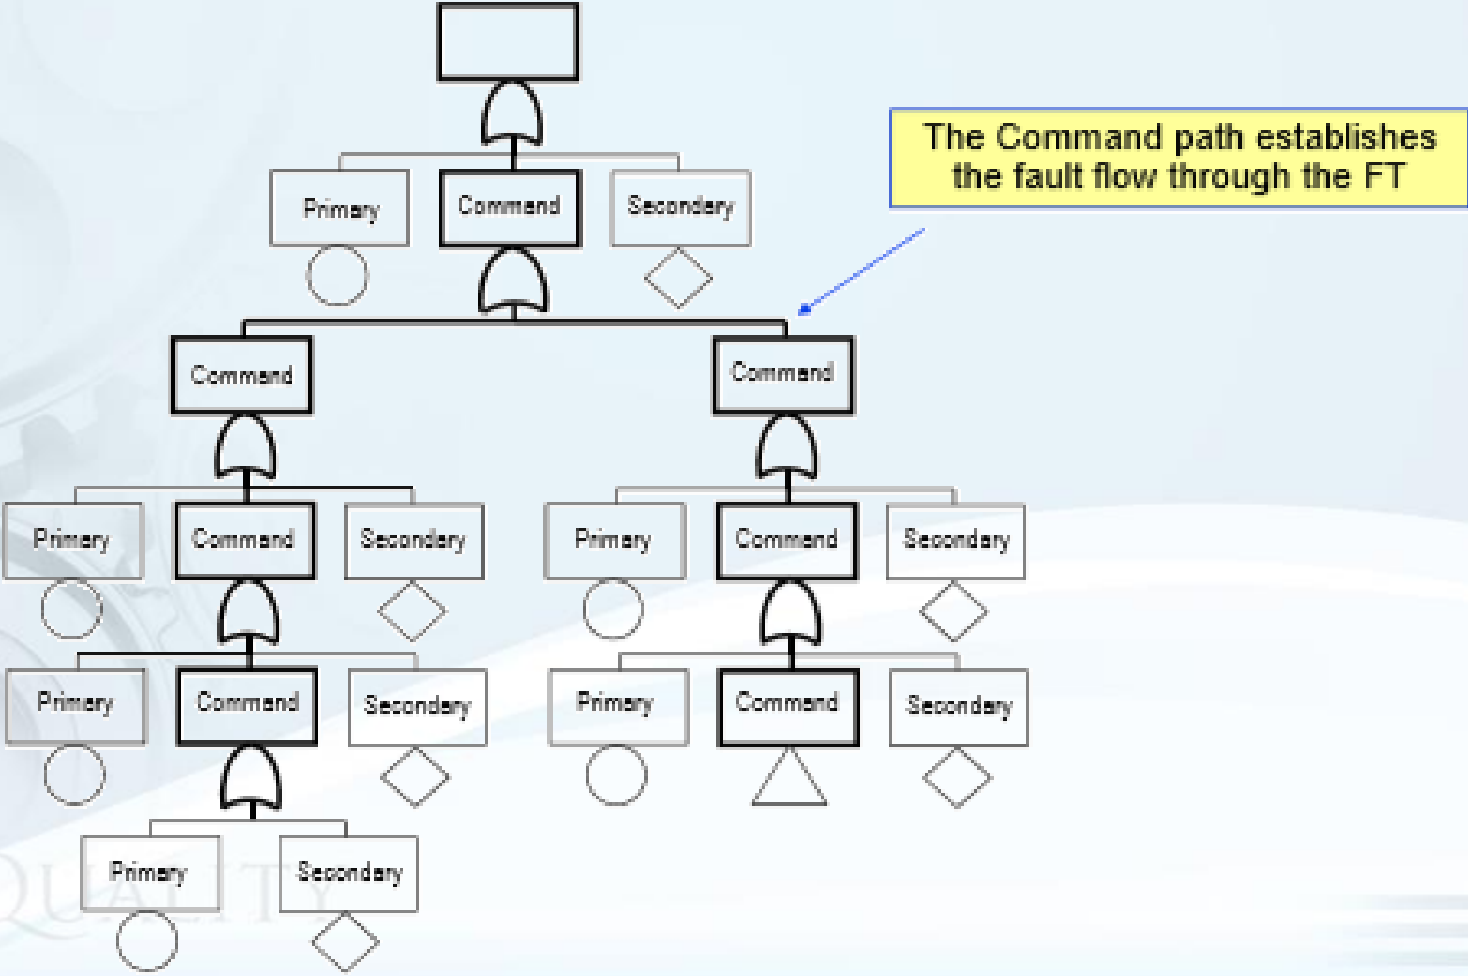 The Command path establishes
the fault flow through the FT
Primary
Command
Secondary
Command
Command
Primary
Command
Secondary
Primary
Command
Secondary
Primary
Command
Secondary
Primary
Command
Secondary
Primary
Secondary
QUALITY